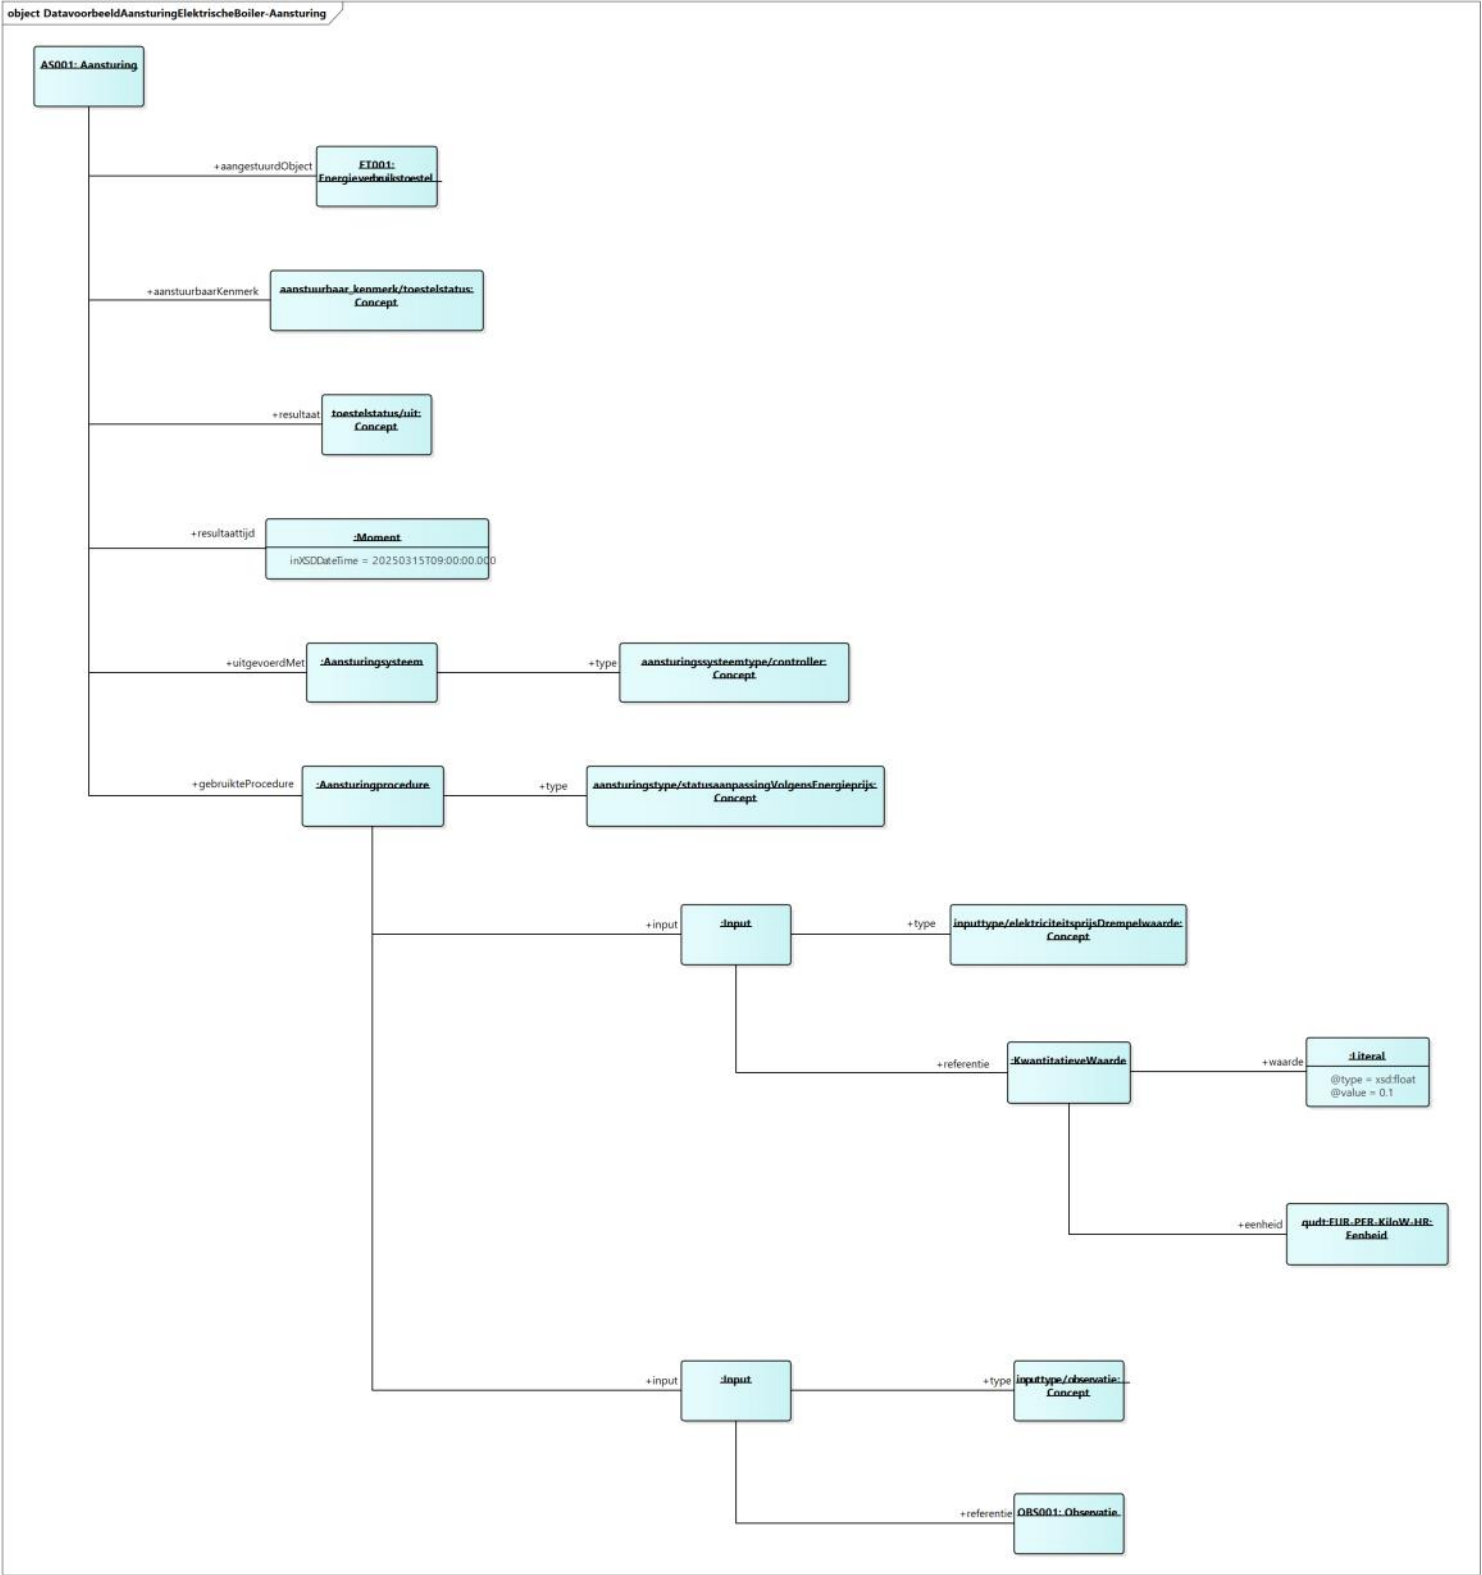 object DatavoorbeeldAansturingElektrischeBoiler-Aansturing
AS001: Aansturing
+aangestuurdObject
ET001:
Energieverbruikstoestel
+aanstuurbaarKenmerk
aanstuurbaar_kenmerk/toestelstatus:
Concept
+resultaat
toestelstatus/uit:
Concept
+resultaattijd
:Moment
inXSDDateTime = 20250315T09:00:00.000
+uitgevoerdMet
:Aansturingsysteem
+type
aansturingssysteemtype/controller:
Concept
+gebruikteProcedure
:Aansturingprocedure
+type
aansturingstype/statusaanpassingVolgensEnergieprijs:
Concept
+input
:Input
+type
inputtype/elektriciteitsprijsDrempelwaarde:
Concept
+referentie
:KwantitatieveWaarde
+waarde
:Literal
@type = xsd:float
@value = 0.1
+eenheid
qudt:EUR-PER-KiloW-HR:
Eenheid
+input
:Input
+type
inputtype/observatie:
Concept
+referentie
OBS001: Observatie